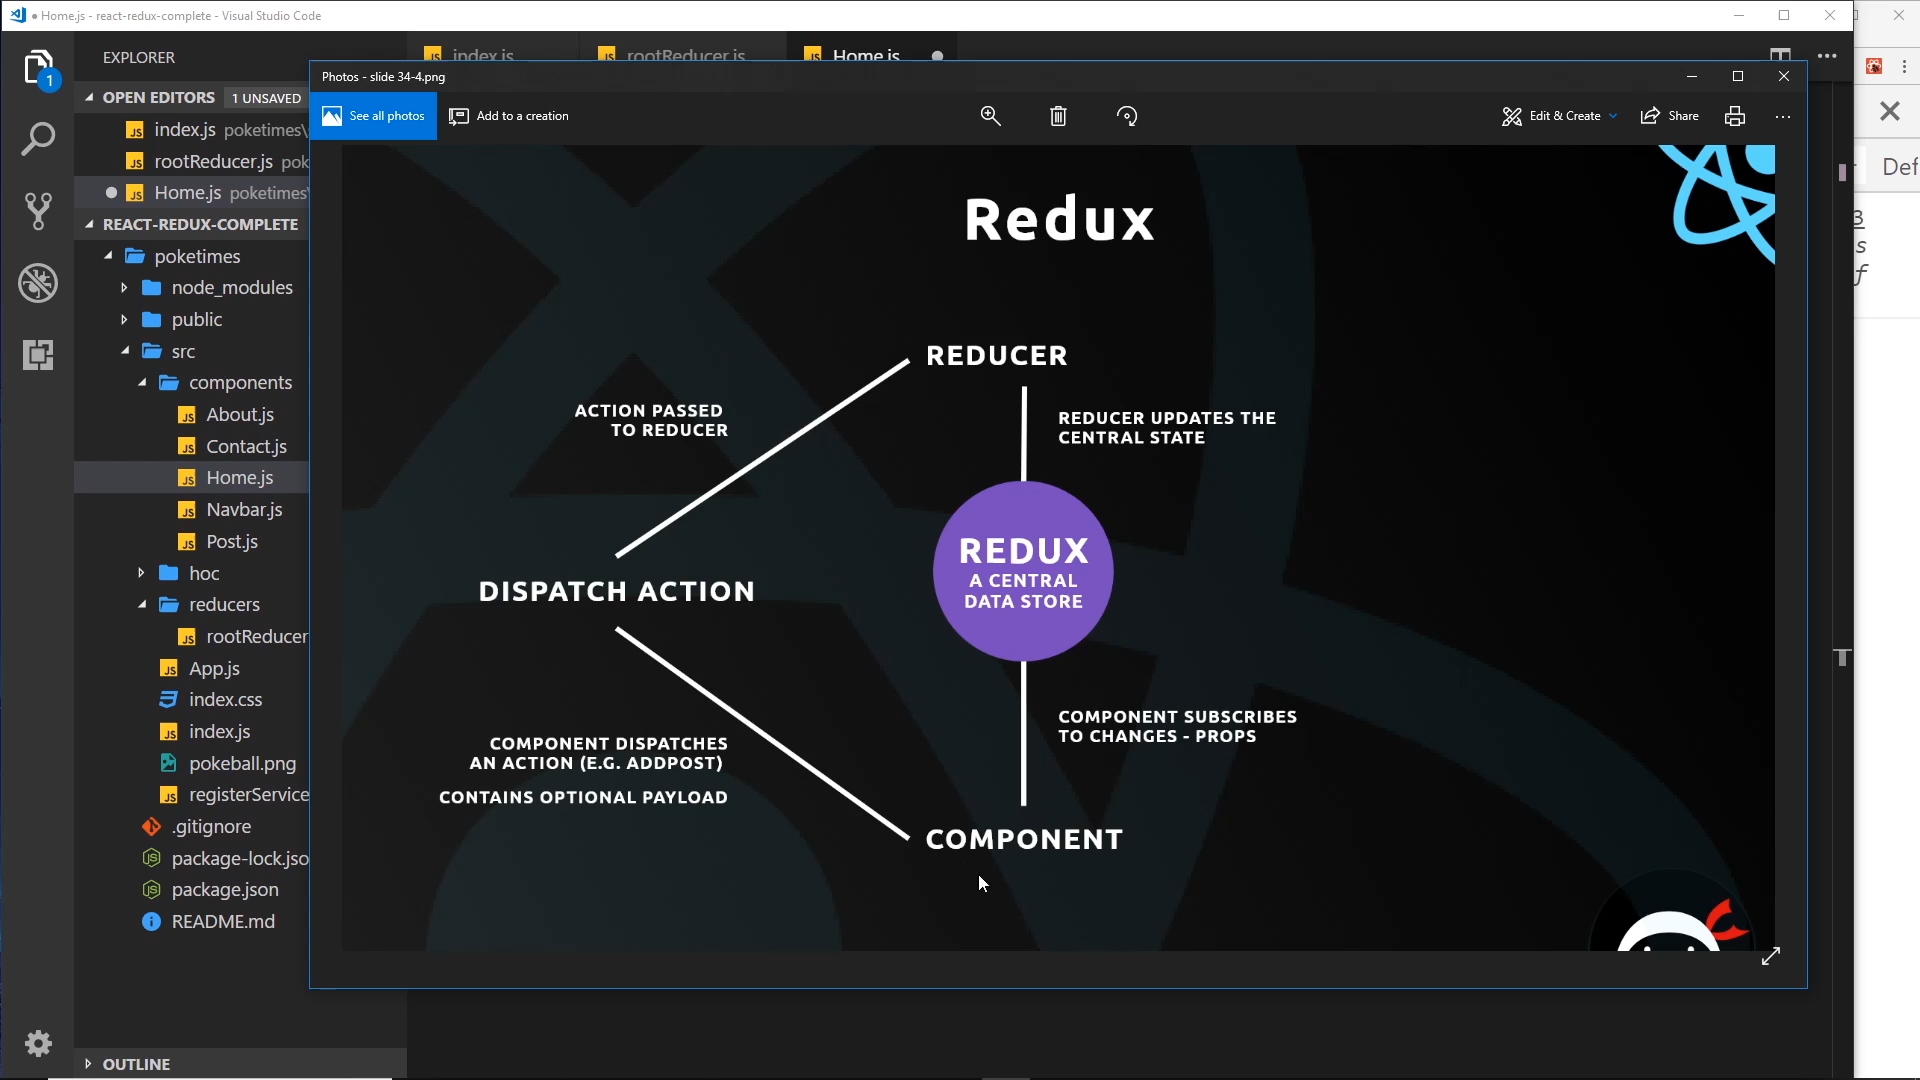 Home.js - react-redux-complete - Visual Studio Code
EXPLORER
index.js
rootReducer.js
Home.js
OPEN EDITORS
1 UNSAVED
index.js poketimes\
rootReducer.js pok
Home.js poketimes\
REACT-REDUX-COMPLETE
poketimes
node_modules
public
src
components
About.js
Contact.js
Home.js
Navbar.js
Post.js
hoc
reducers
rootReducer
App.js
index.css
index.js
pokeball.png
registerService
.gitignore
package-lock.jso
package.json
README.md
OUTLINE
1
Photos - slide 34-4.png
See all photos
Add to a creation
Edit & Create
Share
Redux
REDUCER
ACTION PASSED
TO REDUCER
REDUCER UPDATES THE
CENTRAL STATE
REDUX
A CENTRAL
DATA STORE
DISPATCH ACTION
COMPONENT SUBSCRIBES
TO CHANGES - PROPS
COMPONENT DISPATCHES
AN ACTION (E.G. ADDPOST)
CONTAINS OPTIONAL PAYLOAD
COMPONENT
Def
3
s
f